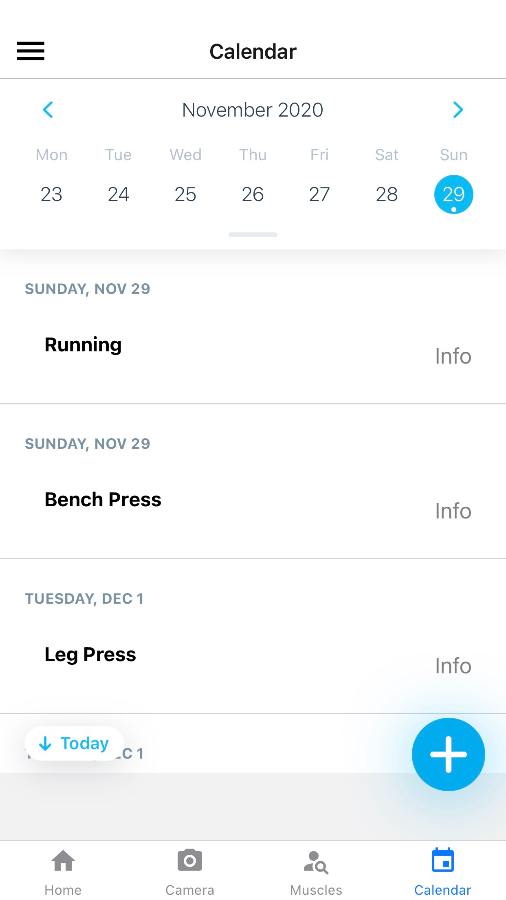 Calendar
November 2020
Mon Tue Wed Thu Fri Sat Sun
23 24 25 26 27 28 29
SUNDAY, NOV 29
Running
Info
SUNDAY, NOV 29
Bench Press
Info
TUESDAY, DEC 1
Leg Press
Info
Today
DEC 1
Home Camera Muscles Calendar